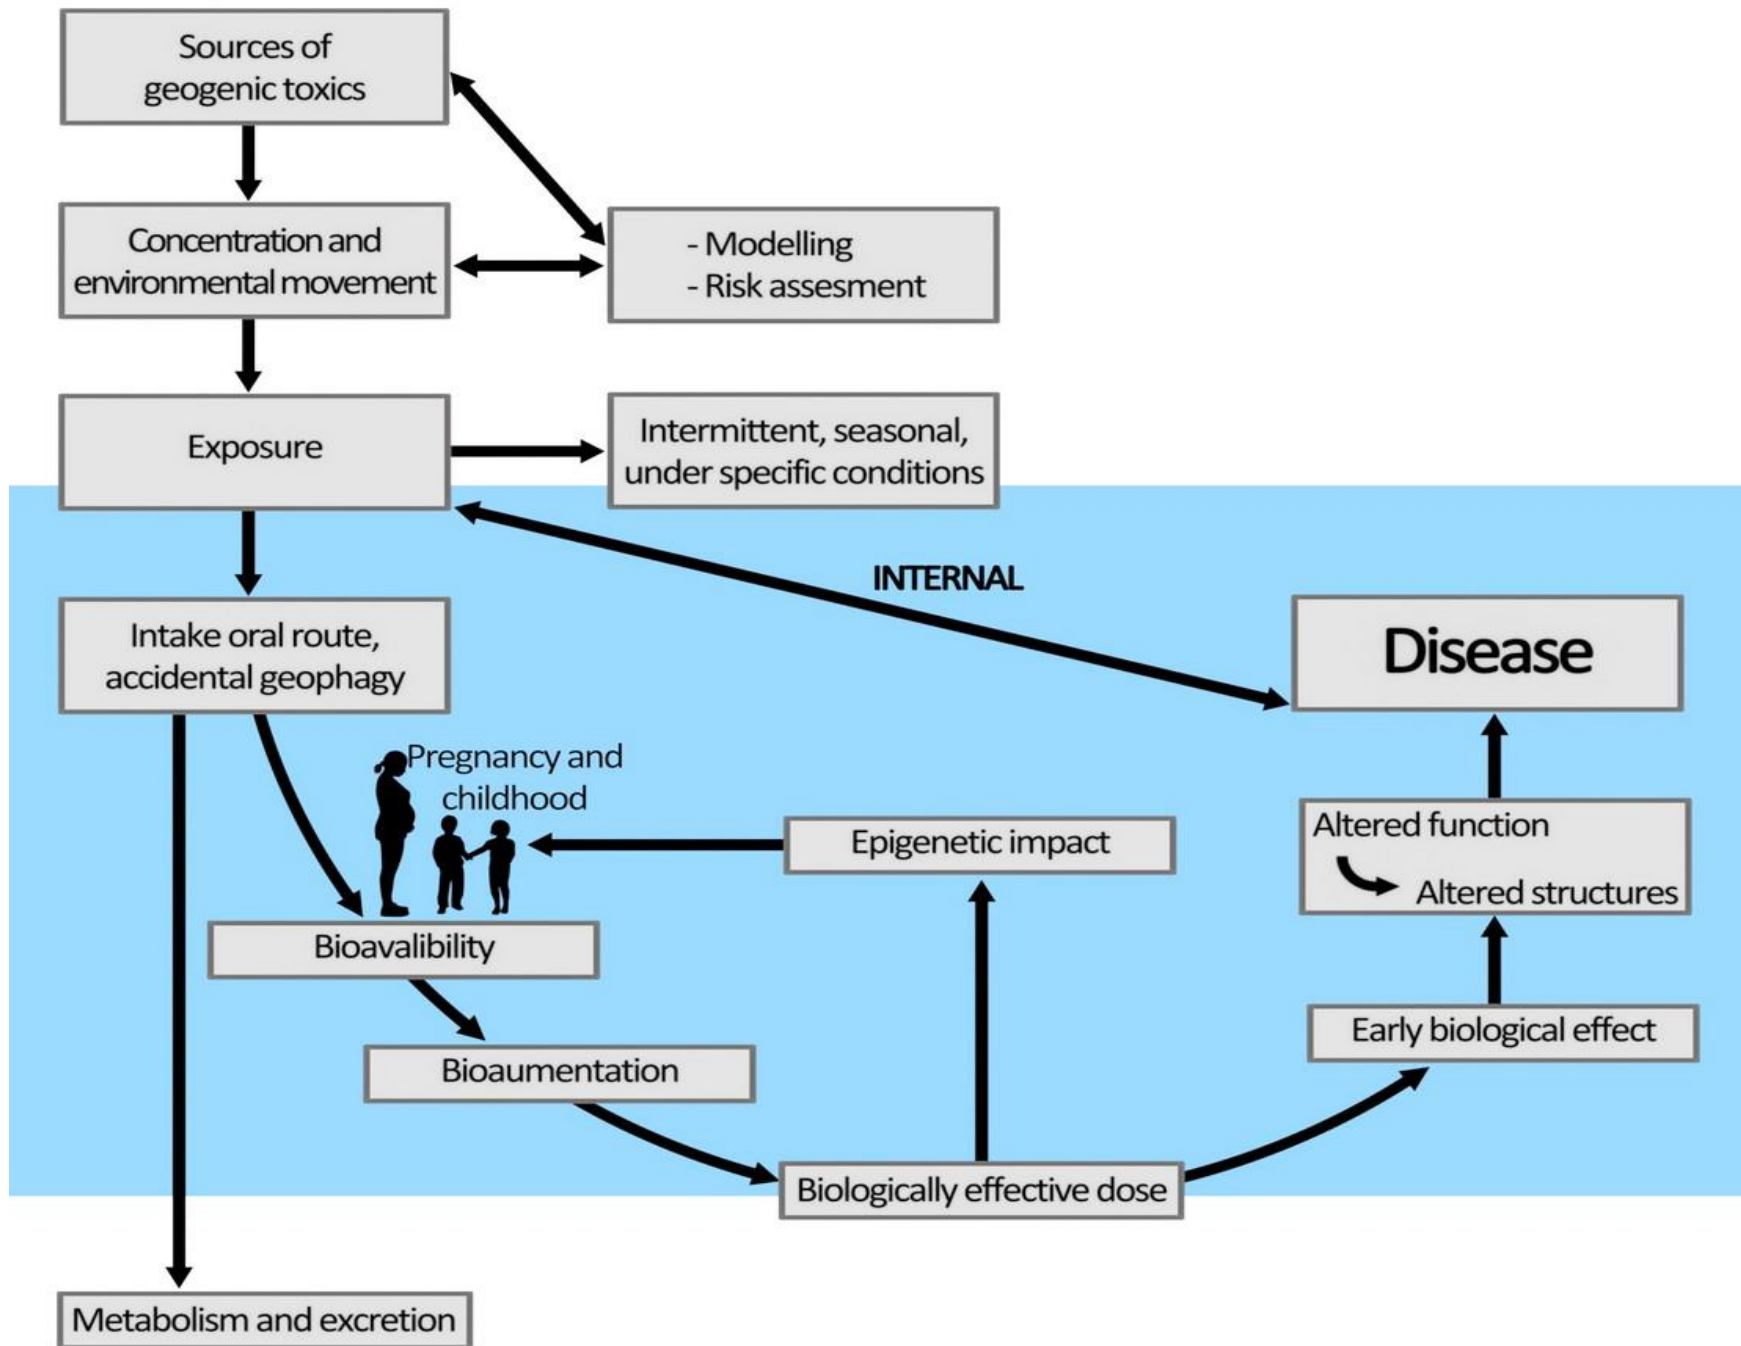 Sources of
geogenic toxics
Concentration and
environmental movement
- Modelling
- Risk assesment
Exposure
Intermittent, seasonal,
under specific conditions
INTERNAL
Intake oral route,
accidental geophagy
Disease
Pregnancy and
childhood
Epigenetic impact
Altered function
Altered structures
Bioavalibility
Early biological effect
Bioaumentation
Biologically effective dose
Metabolism and excretion